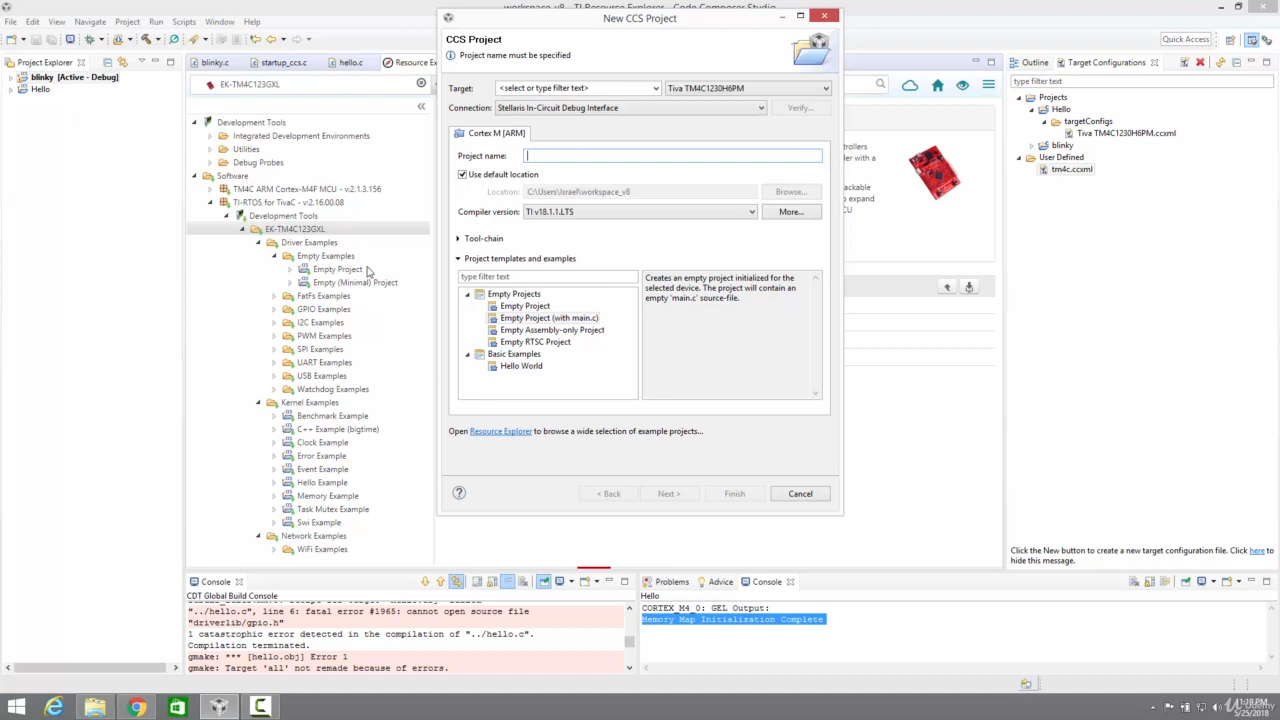 workspace_v8 - TI Resource Explorer - Code Composer Studio
File Edit View Navigate Project Run Scripts Window Help
Quick Access
Project Explorer
blinky [Active - Debug]
Hello
blinky.c
startup_ccs.c
hello.c
Resource Ex
EK-TM4C123GXL
Development Tools
Integrated Development Environments
Utilities
Debug Probes
Software
TM4C ARM Cortex-M4F MCU - v:2.1.3.156
TI-RTOS for TivaC - v:2.16.00.08
Development Tools
EK-TM4C123GXL
Driver Examples
Empty Examples
Empty Project
Empty (Minimal) Project
FatFs Examples
GPIO Examples
I2C Examples
PWM Examples
SPI Examples
UART Examples
USB Examples
Watchdog Examples
Kernel Examples
Benchmark Example
C++ Example (bigtime)
Clock Example
Error Example
Event Example
Hello Example
Memory Example
Task Mutex Example
Swi Example
Network Examples
WiFi Examples
New CCS Project
CCS Project
Project name must be specified
Target: <select or type filter text> Tiva TM4C1230H6PM
Connection: Stellaris In-Circuit Debug Interface Verify...
Cortex M [ARM]
Project name:
Use default location
Location: C:\Users\Israel\workspace_v8 Browse...
Compiler version: TI v18.1.1.LTS More...
Tool-chain
Project templates and examples
type filter text
Empty Projects
Empty Project
Empty Project (with main.c)
Empty Assembly-only Project
Empty RTSC Project
Basic Examples
Hello World
Creates an empty project initialized for the
selected device. The project will contain an
empty 'main.c' source-file.
Open Resource Explorer to browse a wide selection of example projects...
< Back Next > Finish Cancel
ollers
er with a
ackable
o expand
CU
Outline
Target Configurations
type filter text
Projects
Hello
targetConfigs
Tiva TM4C1230H6PM.ccxml
blinky
User Defined
tm4c.ccxml
Click the New button to create a new target configuration file. Click here to
hide this message.
Console
CDT Global Build Console
"../hello.c", line 6: fatal error #1965: cannot open source file
"driverlib/gpio.h"
1 catastrophic error detected in the compilation of "../hello.c".
Compilation terminated.
gmake: *** [hello.obj] Error 1
gmake: Target 'all' not remade because of errors.
Problems
Advice
Console
Hello
CORTEX_M4_0: GEL Output:
Memory Map Initialization Complete
5/25/2018